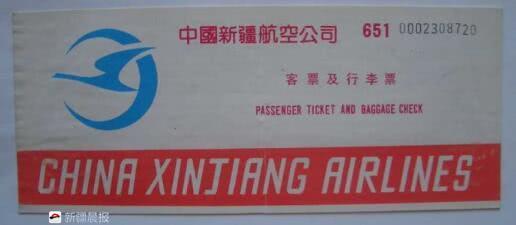 中國新疆航空公司 651 0002308720
客票及行李票
PASSENGER TICKET AND BAGGAGE CHECK
CHINA XINJIANG AIRLINES
新疆晨报